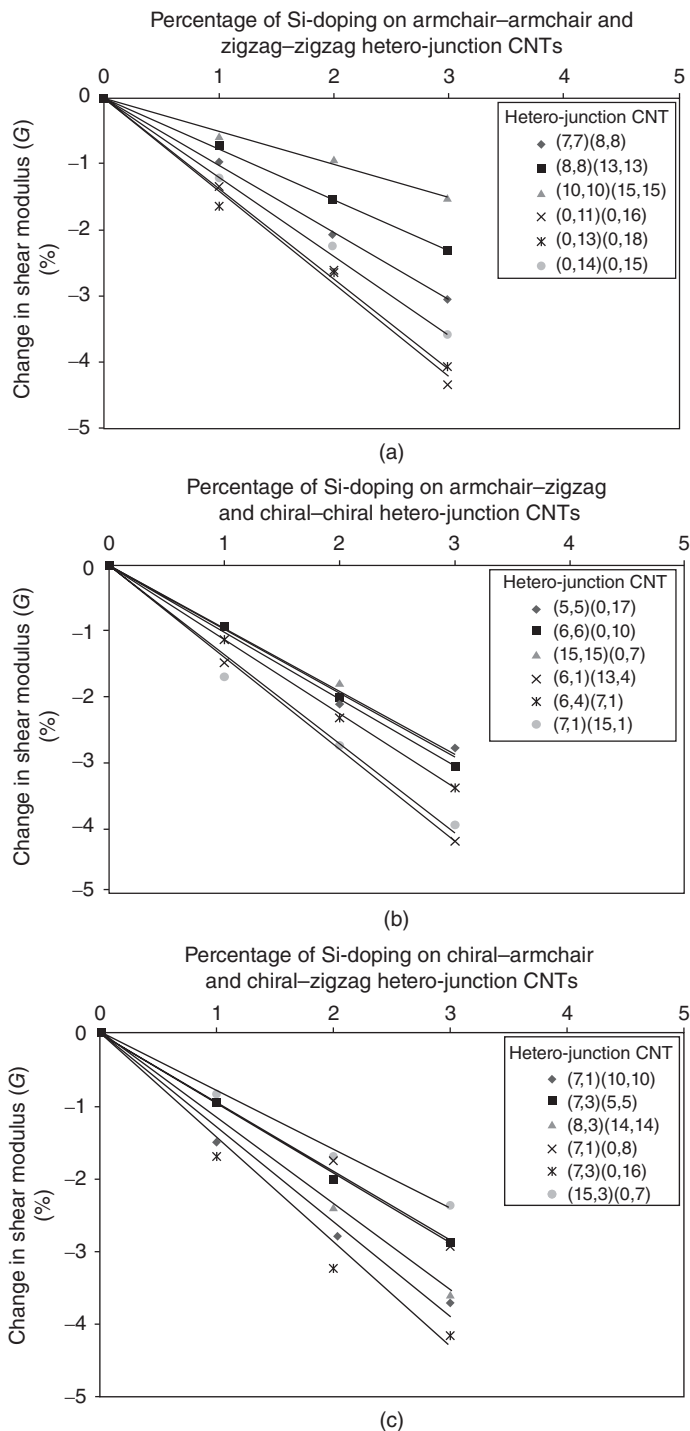 Percentage of Si-doping on armchair–armchair and
zigzag–zigzag hetero-junction CNTs
0 1 2 3 4 5
0
−1
−2
−3
−4
−5
Change in shear modulus (G)
(%)
Hetero-junction CNT
(7,7)(8,8)
(8,8)(13,13)
(10,10)(15,15)
(0,11)(0,16)
(0,13)(0,18)
(0,14)(0,15)
(a)
Percentage of Si-doping on armchair–zigzag
and chiral–chiral hetero-junction CNTs
0 1 2 3 4 5
0
−1
−2
−3
−4
−5
Change in shear modulus (G)
(%)
Hetero-junction CNT
(5,5)(0,17)
(6,6)(0,10)
(15,15)(0,7)
(6,1)(13,4)
(6,4)(7,1)
(7,1)(15,1)
(b)
Percentage of Si-doping on chiral–armchair
and chiral–zigzag hetero-junction CNTs
0 1 2 3 4 5
0
−1
−2
−3
−4
−5
Change in shear modulus (G)
(%)
Hetero-junction CNT
(7,1)(10,10)
(7,3)(5,5)
(8,3)(14,14)
(7,1)(0,8)
(7,3)(0,16)
(15,3)(0,7)
(c)